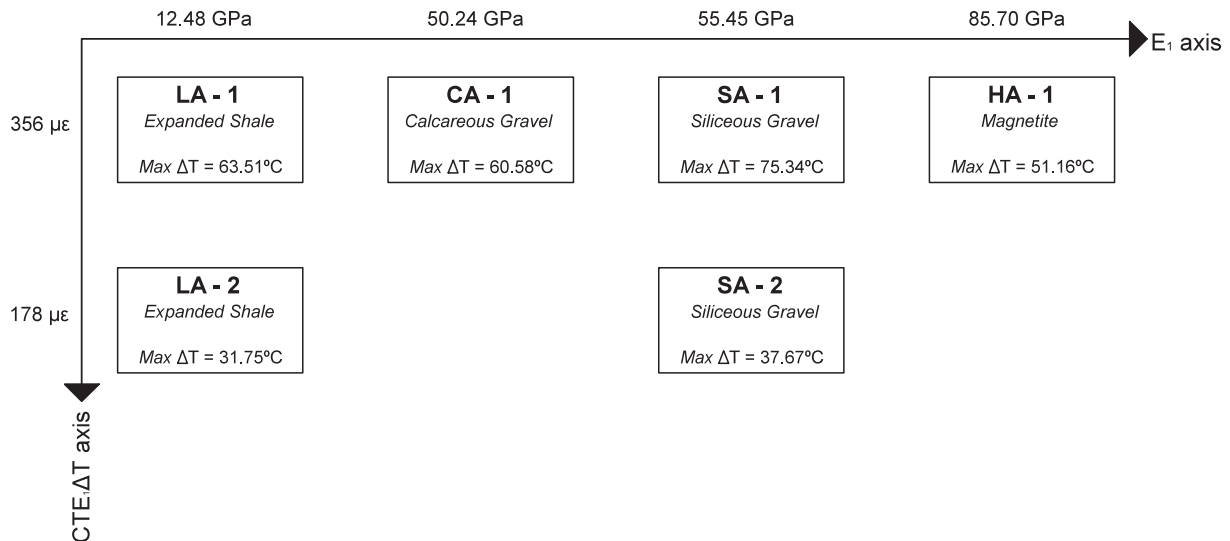 12.48 GPa 50.24 GPa 55.45 GPa 85.70 GPa
E₁ axis
356 με
LA - 1
Expanded Shale
Max ΔT = 63.51ºC
CA - 1
Calcareous Gravel
Max ΔT = 60.58ºC
SA - 1
Siliceous Gravel
Max ΔT = 75.34ºC
HA - 1
Magnetite
Max ΔT = 51.16ºC
178 με
LA - 2
Expanded Shale
Max ΔT = 31.75ºC
SA - 2
Siliceous Gravel
Max ΔT = 37.67ºC
CTE₁ΔT axis